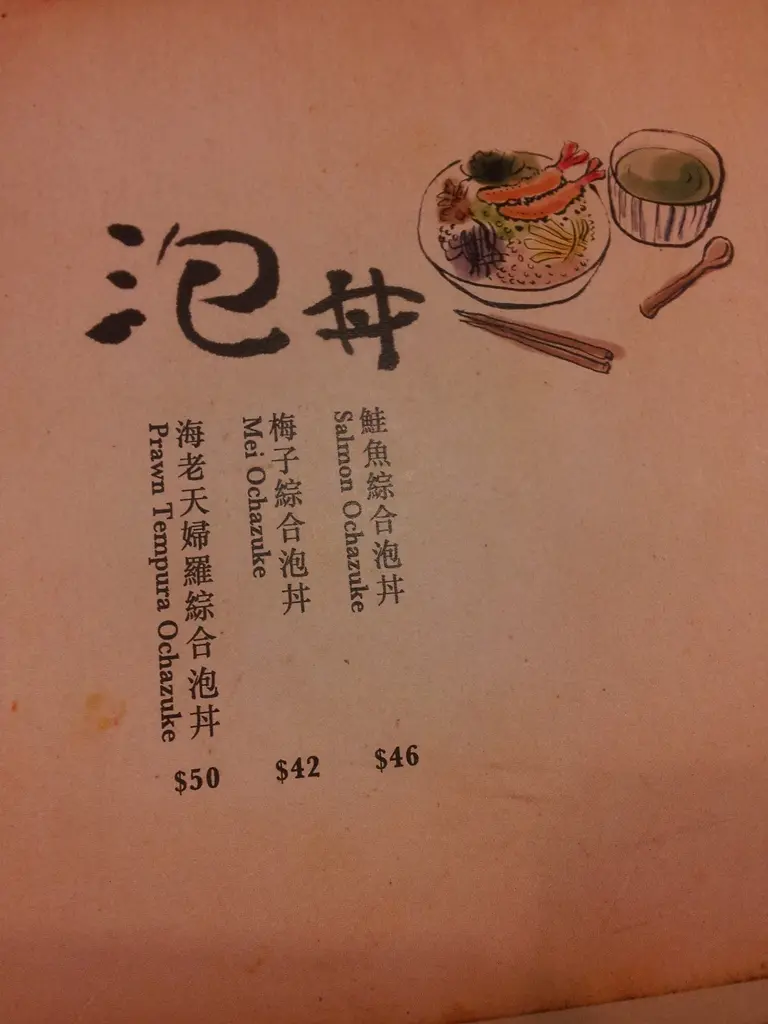 泡丼
鮭魚綜合泡丼
Salmon Ochazuke
$46
梅子綜合泡丼
Mei Ochazuke
$42
海老天婦羅綜合泡丼
Prawn Tempura Ochazuke
$50